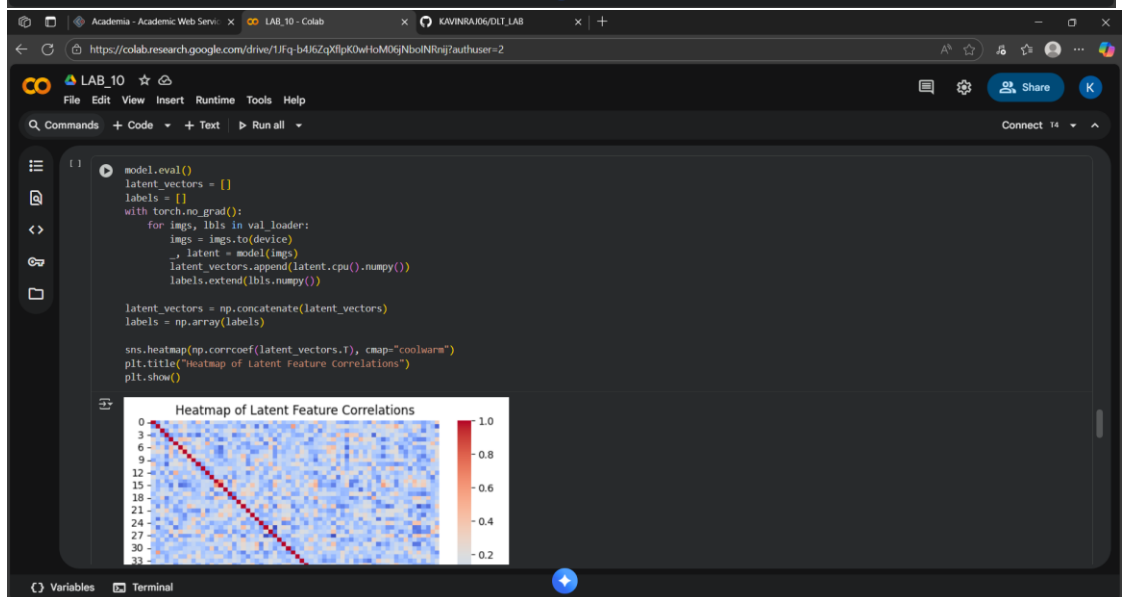 Academia - Academic Web Servic
LAB_10 - Colab
KAVINRAJ06/DLT_LAB
https://colab.research.google.com/drive/1JFq-b4J6ZqXflpK0wHoM06jNboINRnij?authuser=2
CO LAB_10
File Edit View Insert Runtime Tools Help
Share
K
Commands + Code + Text Run all
Connect T4
[ ]
model.eval()
latent_vectors = []
labels = []
with torch.no_grad():
    for imgs, lbls in val_loader:
        imgs = imgs.to(device)
        _, latent = model(imgs)
        latent_vectors.append(latent.cpu().numpy())
        labels.extend(lbls.numpy())
latent_vectors = np.concatenate(latent_vectors)
labels = np.array(labels)
sns.heatmap(np.corrcoef(latent_vectors.T), cmap="coolwarm")
plt.title("Heatmap of Latent Feature Correlations")
plt.show()
Heatmap of Latent Feature Correlations
0
3
6
9
12
15
18
21
24
27
30
33
1.0
0.8
0.6
0.4
0.2
{} Variables Terminal